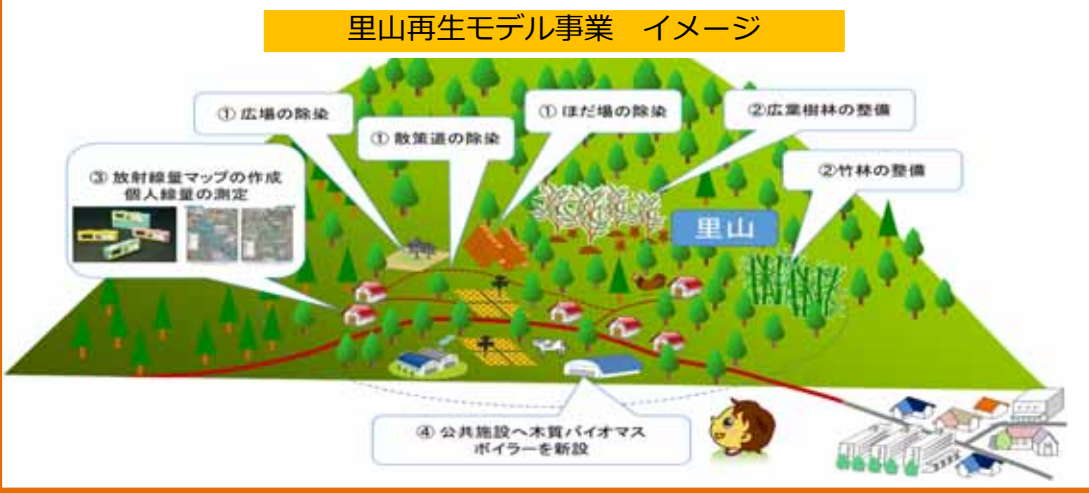 里山再生モデル事業 イメージ
① 広場の除染
① 散策道の除染
① ほだ場の除染
②広葉樹林の整備
②竹林の整備
③ 放射線量マップの作成
個人線量の測定
里山
④ 公共施設へ木質バイオマス
ボイラーを新設